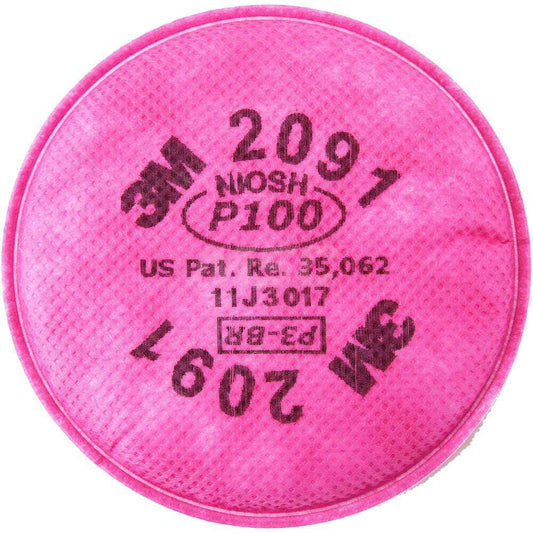 3M 2091
NIOSH
P100
US Pat. Re. 35,062
11J3017
P3-BR
3M 2091